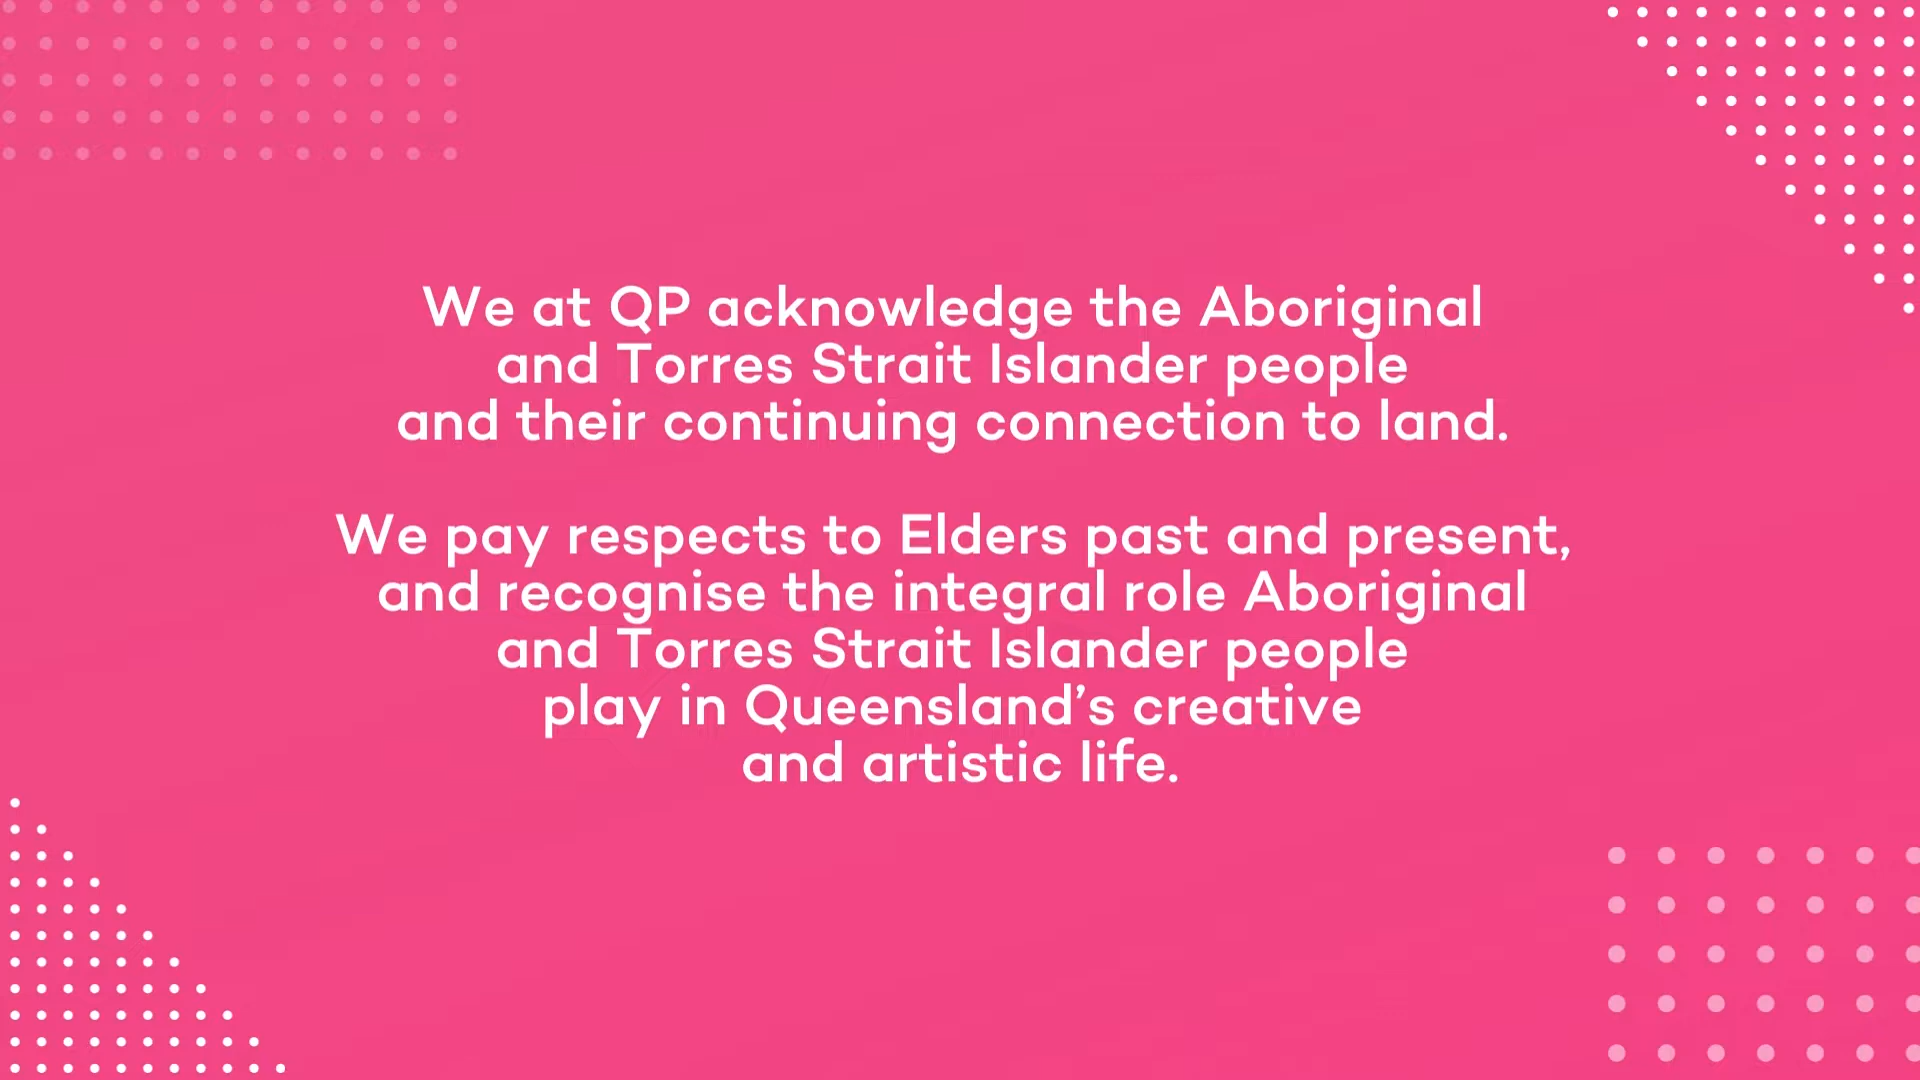 We at QP acknowledge the Aboriginal
and Torres Strait Islander people
and their continuing connection to land.
We pay respects to Elders past and present,
and recognise the integral role Aboriginal
and Torres Strait Islander people
play in Queensland’s creative
and artistic life.